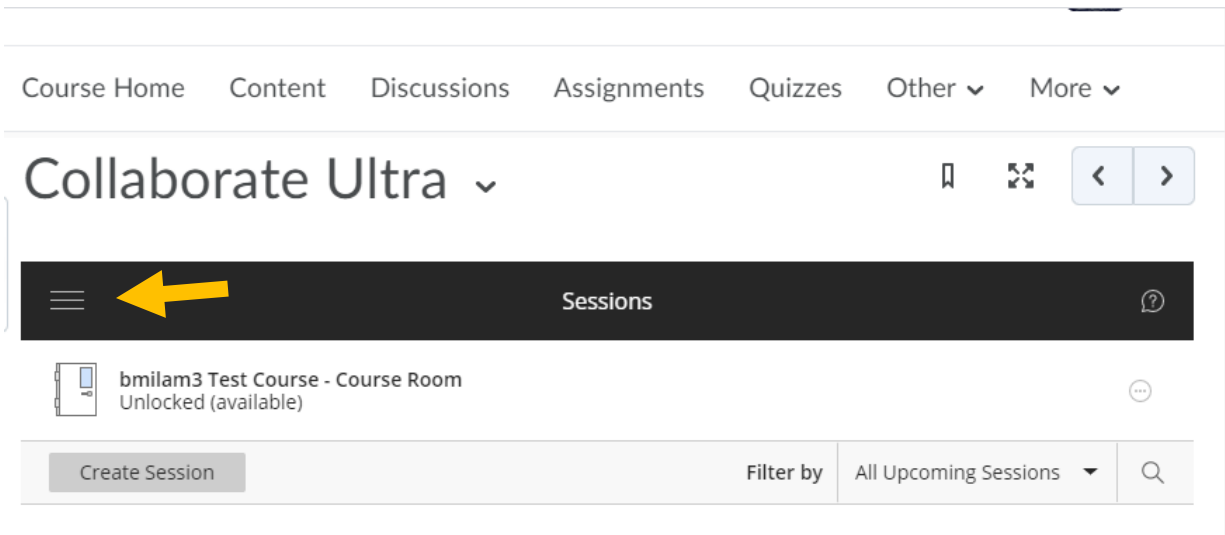 Course Home Content Discussions Assignments Quizzes Other More
Collaborate Ultra
Sessions
bmilam3 Test Course - Course Room
Unlocked (available)
Create Session Filter by All Upcoming Sessions